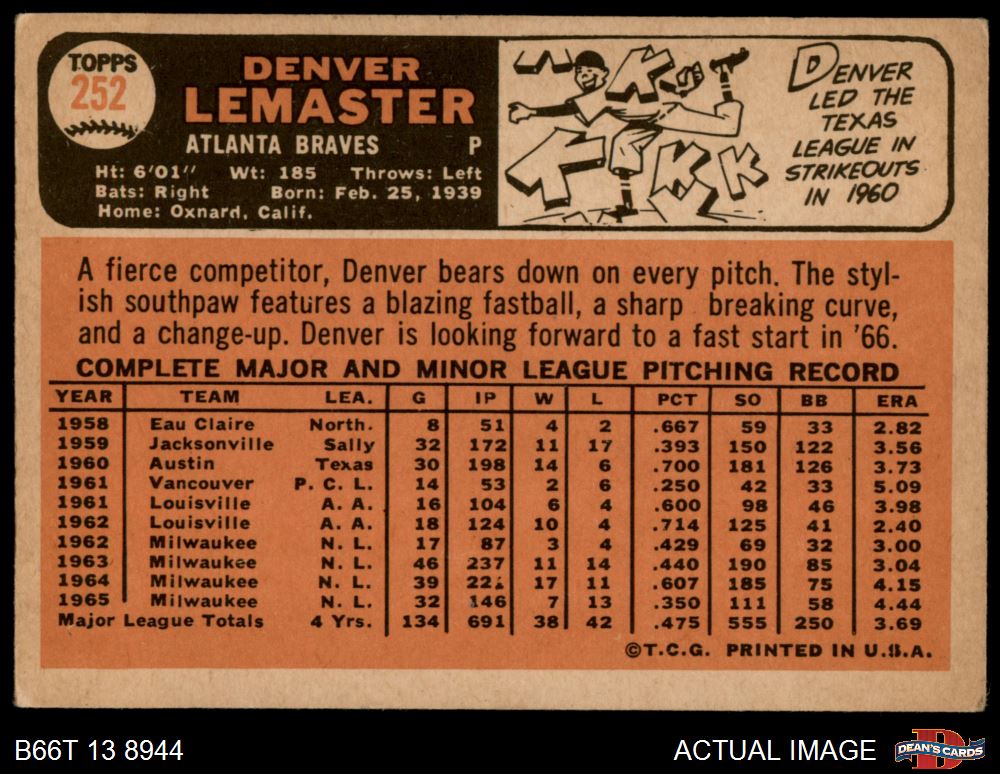 TOPPS
252
DENVER
LEMASTER
ATLANTA BRAVES P
Ht: 6'01" Wt: 185 Throws: Left
Bats: Right Born: Feb. 25, 1939
Home: Oxnard, Calif.
K
K K K
DENVER
LED THE
TEXAS
LEAGUE IN
STRIKEOUTS
IN 1960
A fierce competitor, Denver bears down on every pitch. The styl-
ish southpaw features a blazing fastball, a sharp breaking curve,
and a change-up. Denver is looking forward to a fast start in '66.
COMPLETE MAJOR AND MINOR LEAGUE PITCHING RECORD
YEAR TEAM LEA. G IP W L PCT SO BB ERA
1958 Eau Claire North. 8 51 4 2 .667 59 33 2.82
1959 Jacksonville Sally 32 172 11 17 .393 150 122 3.56
1960 Austin Texas 30 198 14 6 .700 181 126 3.73
1961 Vancouver P. C. L. 14 53 2 6 .250 42 33 5.09
1961 Louisville A. A. 16 104 6 4 .600 98 46 3.98
1962 Louisville A. A. 18 124 10 4 .714 125 41 2.40
1962 Milwaukee N. L. 17 87 3 4 .429 69 32 3.00
1963 Milwaukee N. L. 46 237 11 14 .440 190 85 3.04
1964 Milwaukee N. L. 39 17 11 .607 185 75 4.15
1965 Milwaukee N. L. 32 146 7 13 .350 111 58 4.44
Major League Totals 4 Yrs. 134 691 38 42 .475 555 250 3.69
©T.C.G. PRINTED IN U.S.A.
B66T 13 8944
ACTUAL IMAGE
D
DEAN'S CARDS